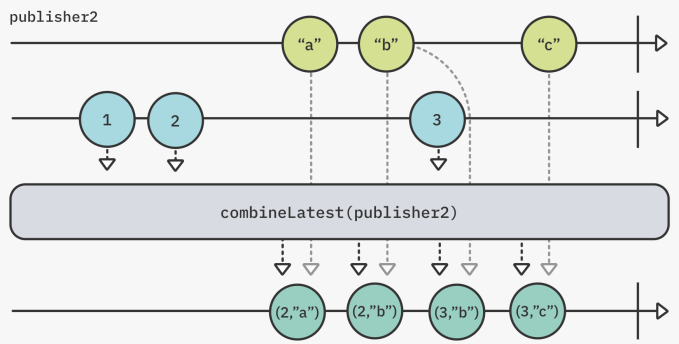 publisher2
“a”
“b”
“c”
1
2
3
combineLatest(publisher2)
(2,”a”)
(2,”b”)
(3,”b”)
(3,”c”)